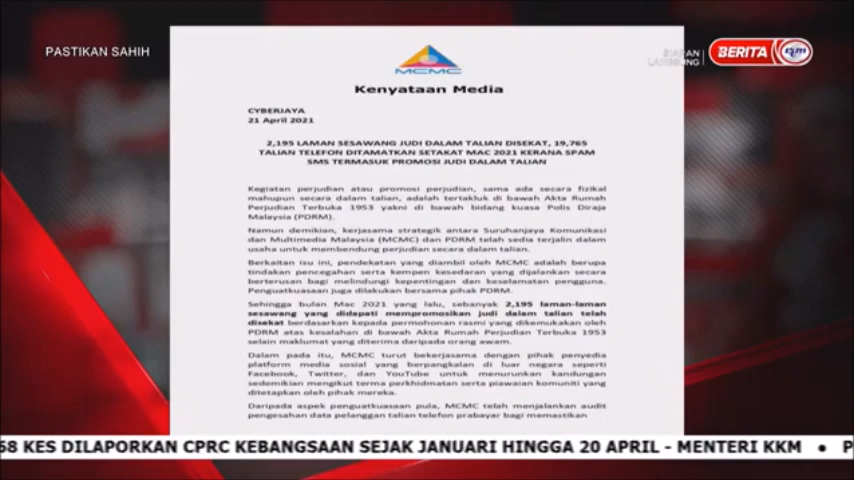 PASTIKAN SAHIH
LANGSUNG
BERITA
MCMC
Kenyataan Media
CYBERJAYA
21 April 2021
2,195 LAMAN SESAWANG JUDI DALAM TALIAN DISEKAT, 19,765
TALIAN TELEFON DITAMATKAN SETAKAT MAC 2021 KERANA SPAM
SMS TERMASUK PROMOSI JUDI DALAM TALIAN
Kegiatan perjudian atau promosi perjudian, sama ada secara fizikal
mahupun secara dalam talian, adalah tertakluk di bawah Akta Rumah
Perjudian Terbuka 1953 yakni di bawah bidang kuasa Polis Diraja
Malaysia (PDRM).
Namun demikian, kerjasama strategik antara Suruhanjaya Komunikasi
dan Multimedia Malaysia (MCMC) dan PDRM telah sedia terjalin dalam
usaha untuk membendung perjudian secara dalam talian.
Berkaitan isu ini, pendekatan yang diambil oleh MCMC adalah berupa
tindakan pencegahan serta kempen kesedaran yang dijalankan secara
berterusan bagi melindungi kepentingan dan keselamatan pengguna.
Penguatkuasaan juga dilakukan bersama pihak PDRM.
Sehingga bulan Mac 2021 yang lalu, sebanyak 2,195 laman-laman
sesawang yang didapati mempromosikan judi dalam talian telah
disekat berdasarkan kepada permohonan rasmi yang dikemukakan oleh
PDRM atas kesalahan di bawah Akta Rumah Perjudian Terbuka 1953
selain maklumat yang diterima daripada orang awam.
Dalam pada itu, MCMC turut bekerjasama dengan pihak penyedia
platform media sosial yang berpangkalan di luar negara seperti
Facebook, Twitter, dan YouTube untuk menurunkan kandungan
sedemikian mengikut terma perkhidmatan serta piawaian komuniti yang
ditetapkan oleh pihak mereka.
Daripada aspek penguatkuasaan pula, MCMC telah menjalankan audit
pengesahan data pelanggan talian telefon prabayar bagi memastikan
68 KES DILAPORKAN CPRC KEBANGSAAN SEJAK JANUARI HINGGA 20 APRIL - MENTERI KKM • P